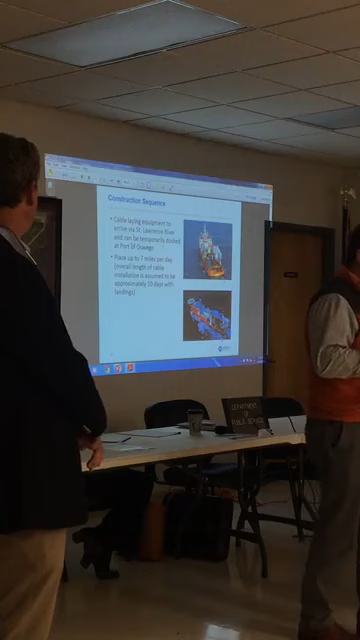 Construction Sequence
• Cable laying equipment to
arrive via St. Lawrence River
and can be temporarily docked
at Port of Oswego
• Place up to 7 miles per day
(overall length of cable
installation is assumed to be
approximately 10 days with
landings)
DEPARTMENT
OF
PUBLIC SERVICE